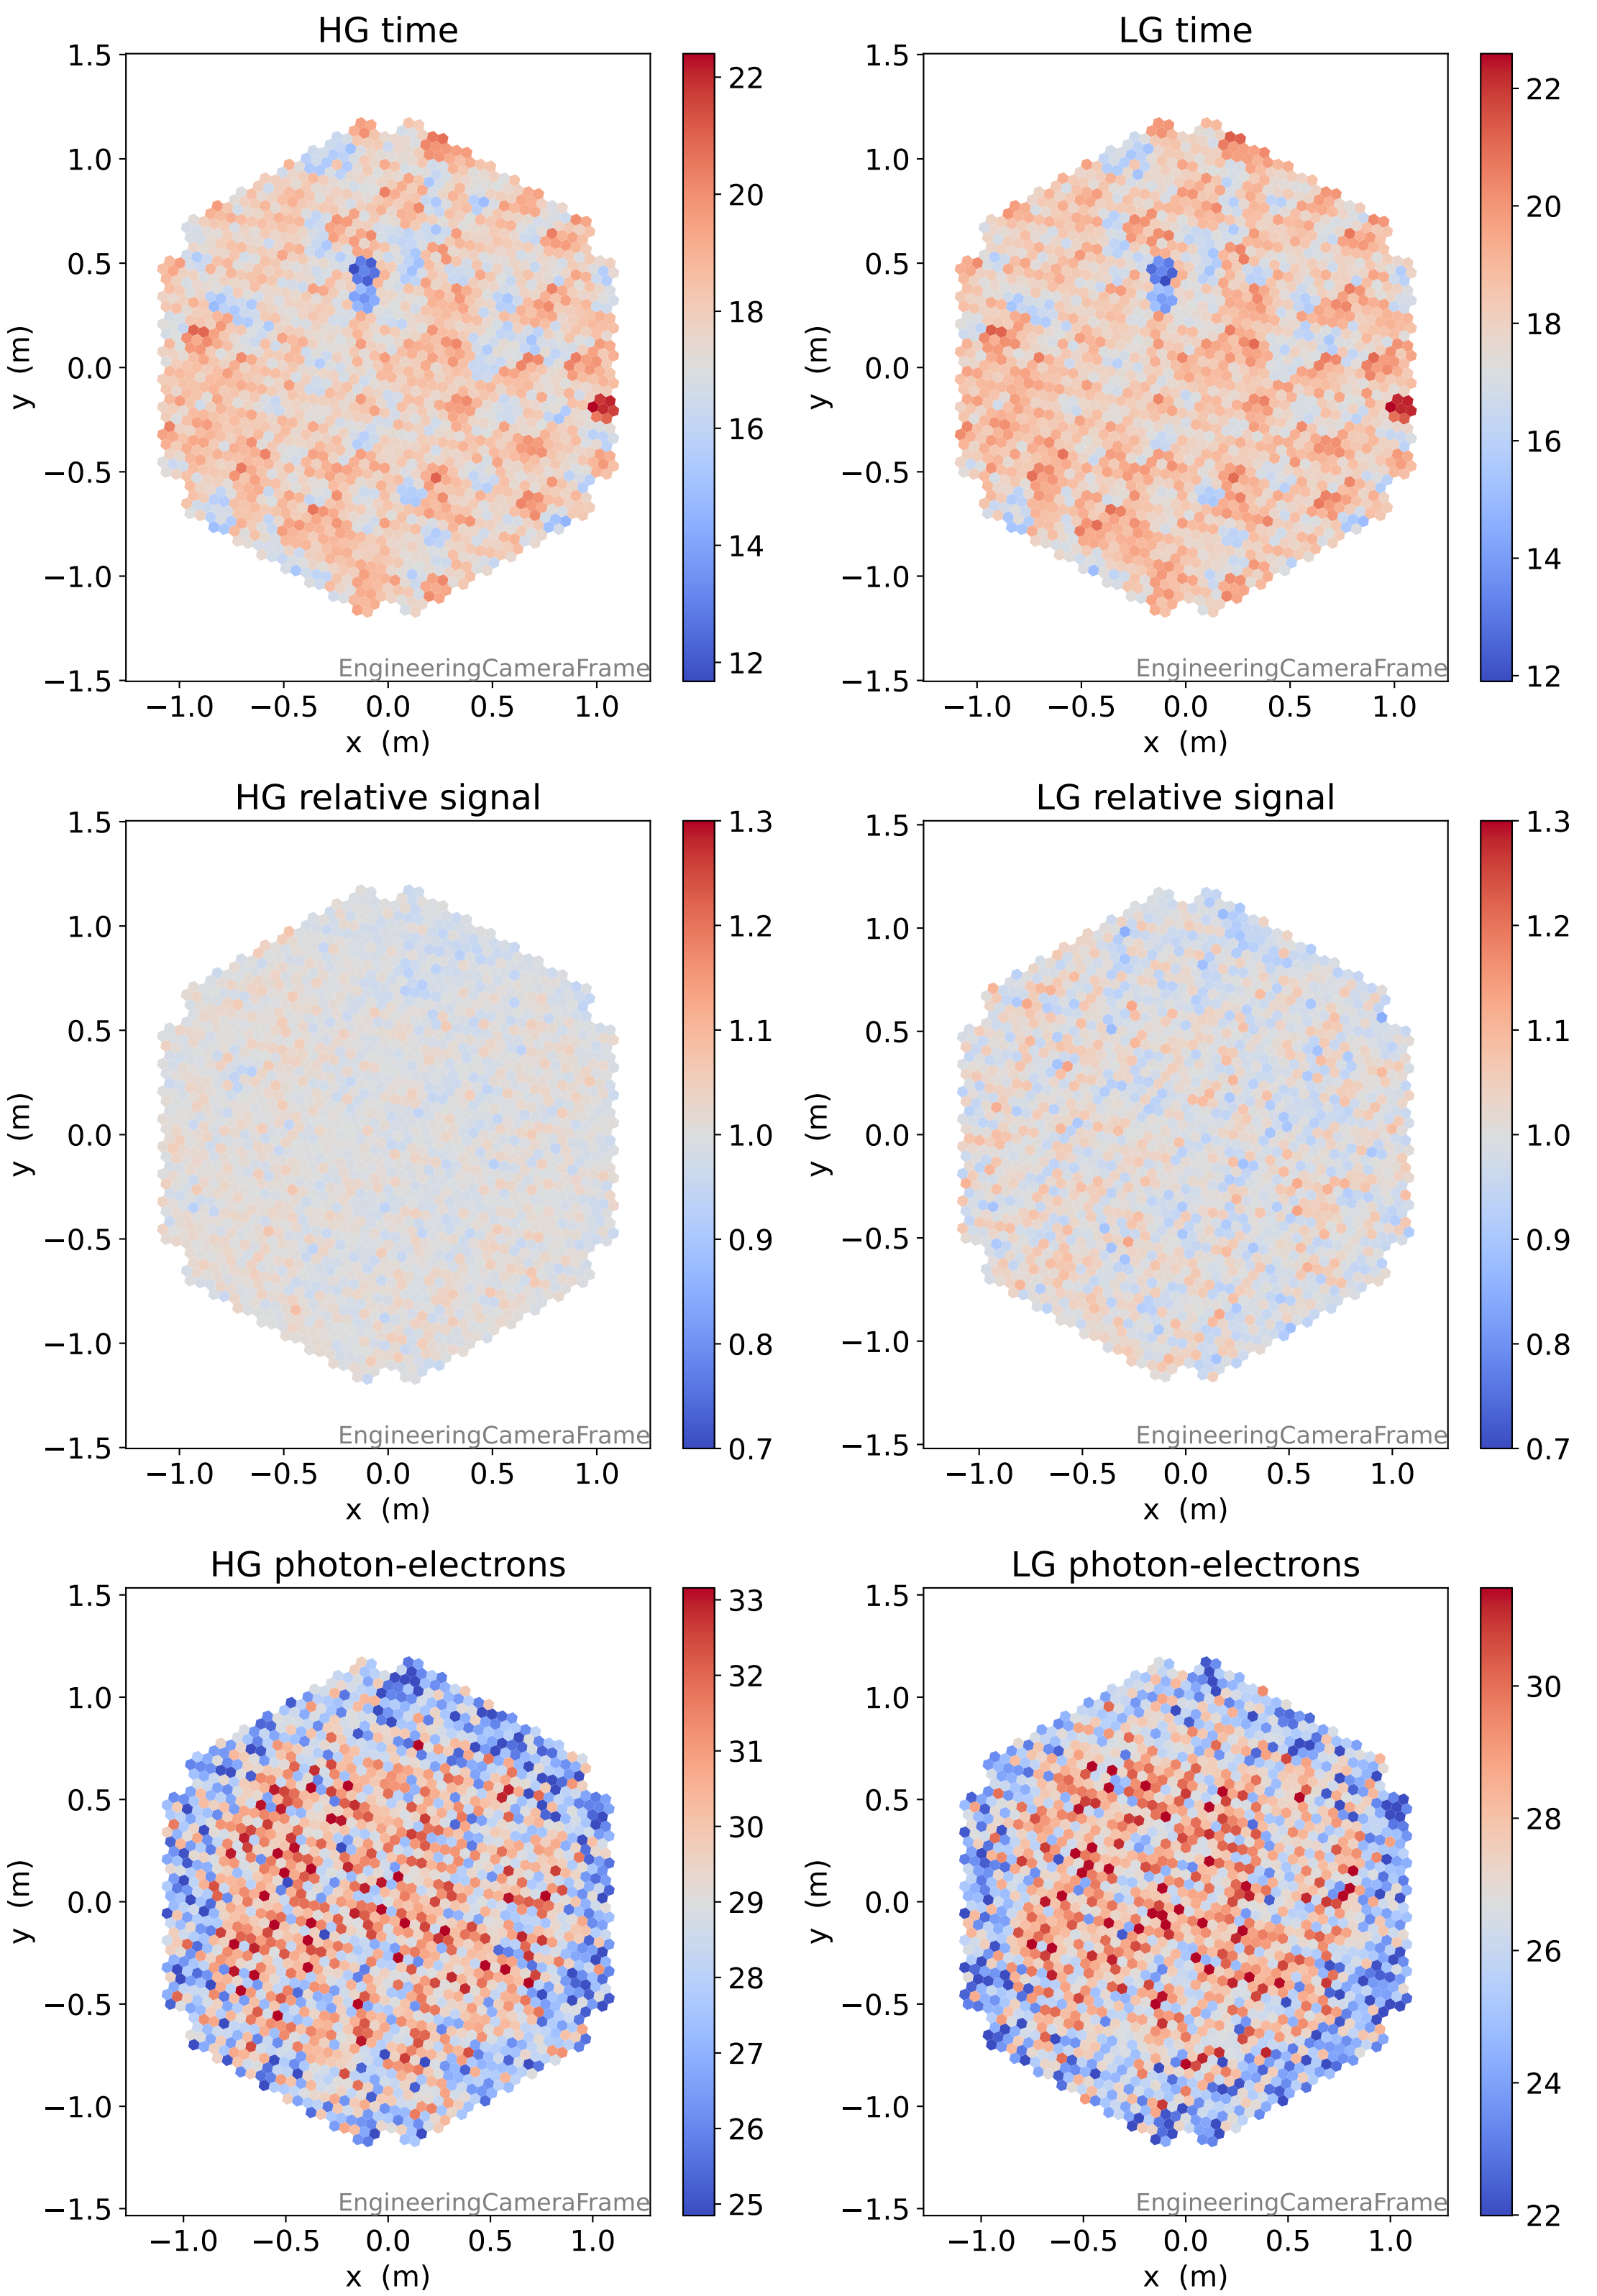 HG time
1.5
1.0
0.5
0.0
−0.5
−1.0
−1.5
y (m)
−1.0 −0.5 0.0 0.5 1.0
x (m)
EngineeringCameraFrame
22
20
18
16
14
12
LG time
1.5
1.0
0.5
0.0
−0.5
−1.0
−1.5
y (m)
−1.0 −0.5 0.0 0.5 1.0
x (m)
EngineeringCameraFrame
22
20
18
16
14
12
HG relative signal
1.5
1.0
0.5
0.0
−0.5
−1.0
−1.5
y (m)
−1.0 −0.5 0.0 0.5 1.0
x (m)
EngineeringCameraFrame
1.3
1.2
1.1
1.0
0.9
0.8
0.7
LG relative signal
1.5
1.0
0.5
0.0
−0.5
−1.0
−1.5
y (m)
−1.0 −0.5 0.0 0.5 1.0
x (m)
EngineeringCameraFrame
1.3
1.2
1.1
1.0
0.9
0.8
0.7
HG photon-electrons
1.5
1.0
0.5
0.0
−0.5
−1.0
−1.5
y (m)
−1.0 −0.5 0.0 0.5 1.0
x (m)
EngineeringCameraFrame
33
32
31
30
29
28
27
26
25
LG photon-electrons
1.5
1.0
0.5
0.0
−0.5
−1.0
−1.5
y (m)
−1.0 −0.5 0.0 0.5 1.0
x (m)
EngineeringCameraFrame
30
28
26
24
22